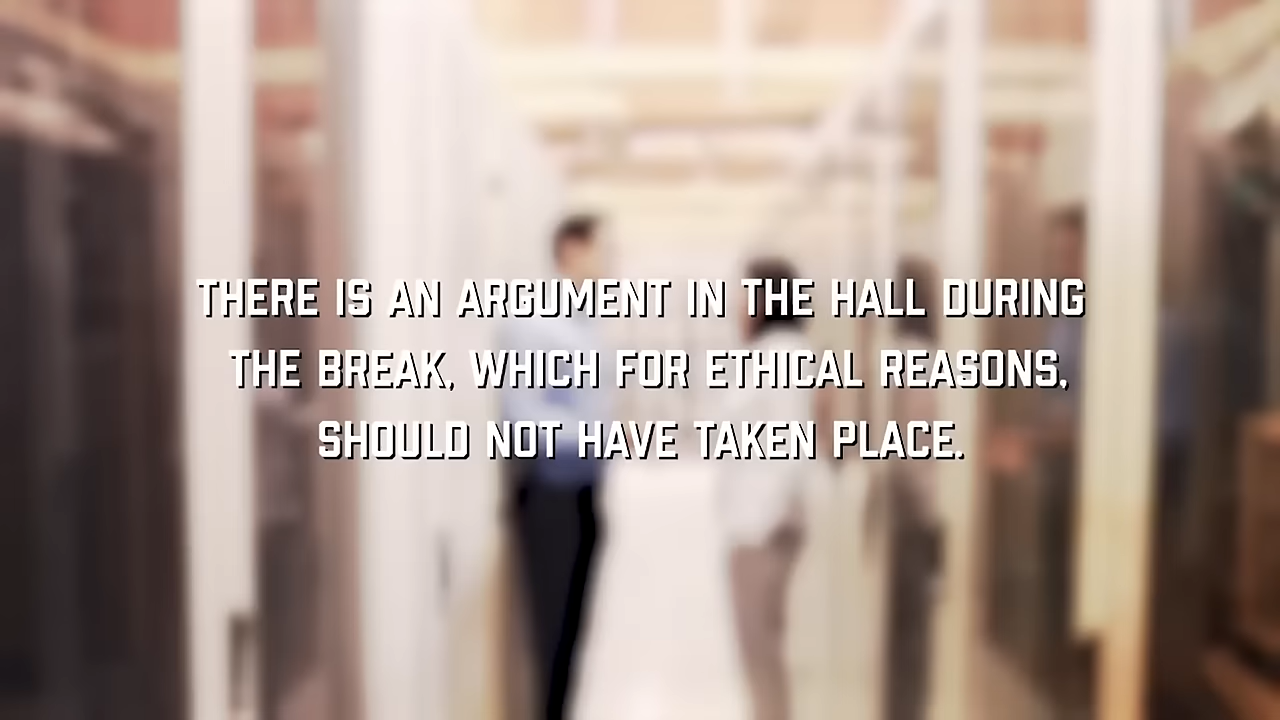 THERE IS AN ARGUMENT IN THE HALL DURING
THE BREAK, WHICH FOR ETHICAL REASONS,
SHOULD NOT HAVE TAKEN PLACE.